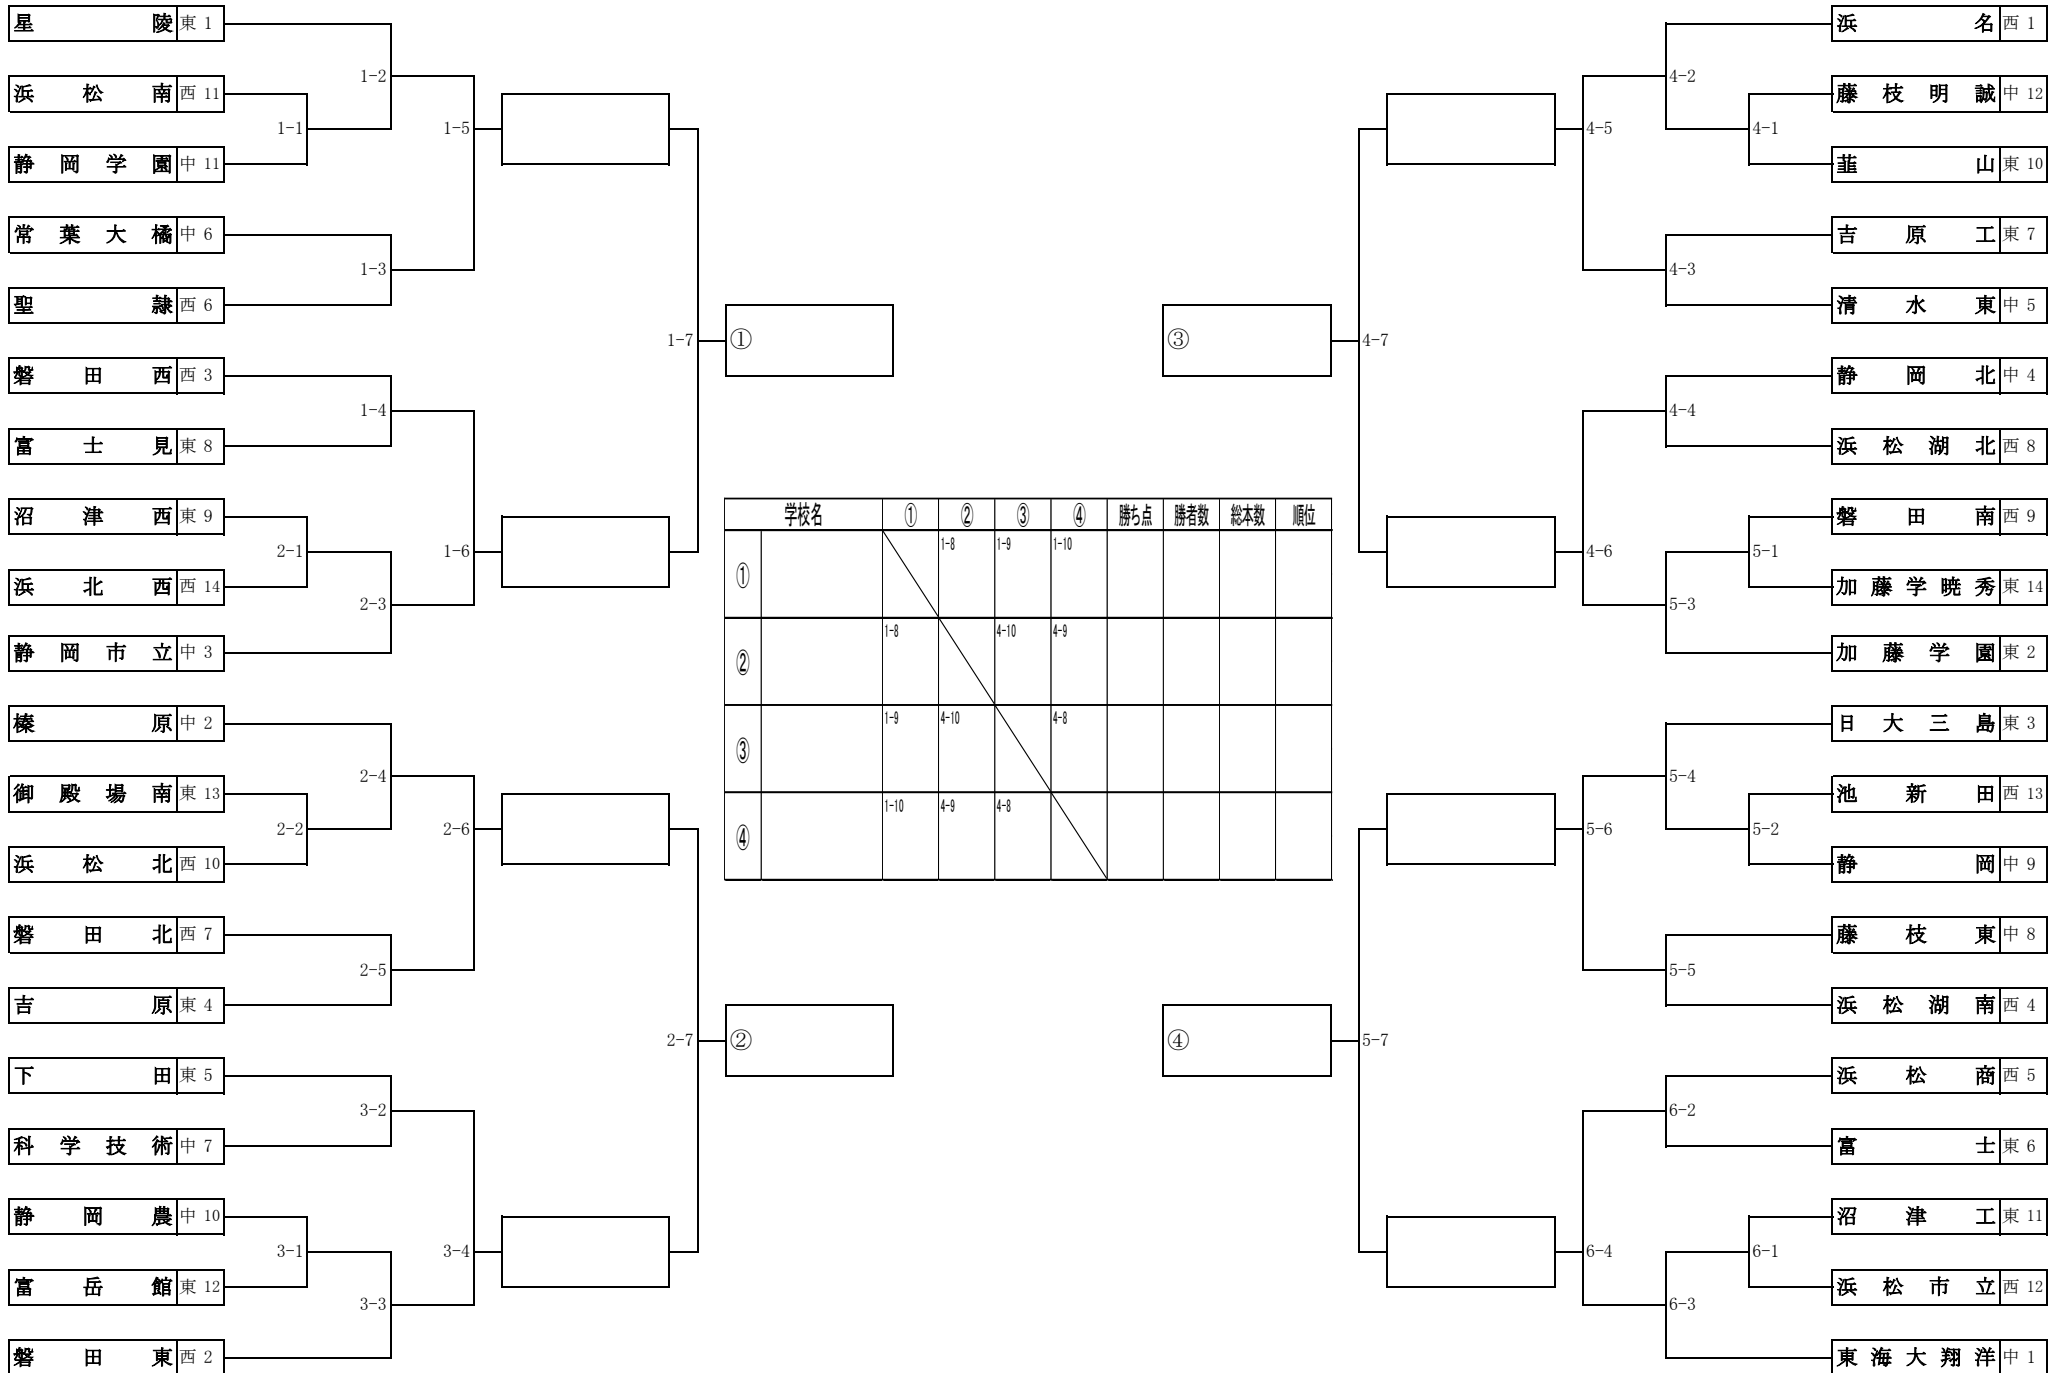 星陵 東 1
1-2
浜松南 西 11
1-1
1-5
静岡学園 中 11
常葉大橘 中 6
1-3
聖隷 西 6
1-7
①
磐田西 西 3
1-4
富士見 東 8
沼津西 東 9
2-1
1-6
浜北西 西 14
2-3
静岡市立 中 3
榛原 中 2
2-4
御殿場南 東 13
2-2
2-6
浜松北 西 10
磐田北 西 7
2-5
吉原 東 4
2-7
②
下田 東 5
3-2
科学技術 中 7
静岡農 中 10
3-1
3-4
富岳館 東 12
3-3
磐田東 西 2
学校名 ① ② ③ ④ 勝ち点 勝者数 総本数 順位
① 1-8 1-9 1-10
② 1-8 4-10 4-9
③ 1-9 4-10 4-8
④ 1-10 4-9 4-8
浜名 西 1
4-2
藤枝明誠 中 12
4-5
4-1
韮山 東 10
吉原工 東 7
4-3
清水東 中 5
③
4-7
静岡北 中 4
4-4
浜松湖北 西 8
磐田南 西 9
4-6
5-1
加藤学暁秀 東 14
5-3
加藤学園 東 2
日大三島 東 3
5-4
池新田 西 13
5-6
5-2
静岡 中 9
藤枝東 中 8
5-5
浜松湖南 西 4
④
5-7
浜松商 西 5
6-2
富士 東 6
沼津工 東 11
6-4
6-1
浜松市立 西 12
6-3
東海大翔洋 中 1